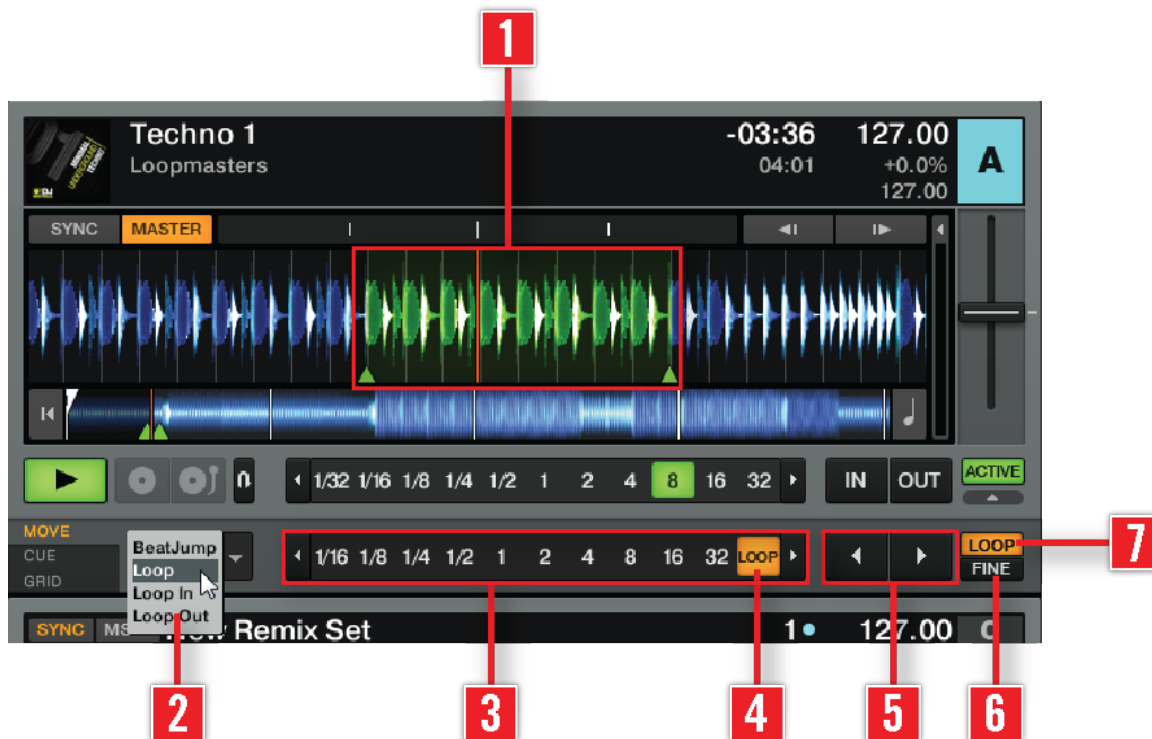 1
Techno 1
-03:36
127.00
A
Loopmasters
04:01
+0.0%
127.00
SYNC
MASTER
1/32 1/16 1/8 1/4 1/2 1 2 4 8 16 32
IN
OUT
ACTIVE
MOVE
CUE
GRID
BeatJump
Loop
Loop In
Loop Out
1/16 1/8 1/4 1/2 1 2 4 8 16 32 LOOP
LOOP
FINE
7
SYNC
Remix Set
1
127.00
2
3
4
5
6